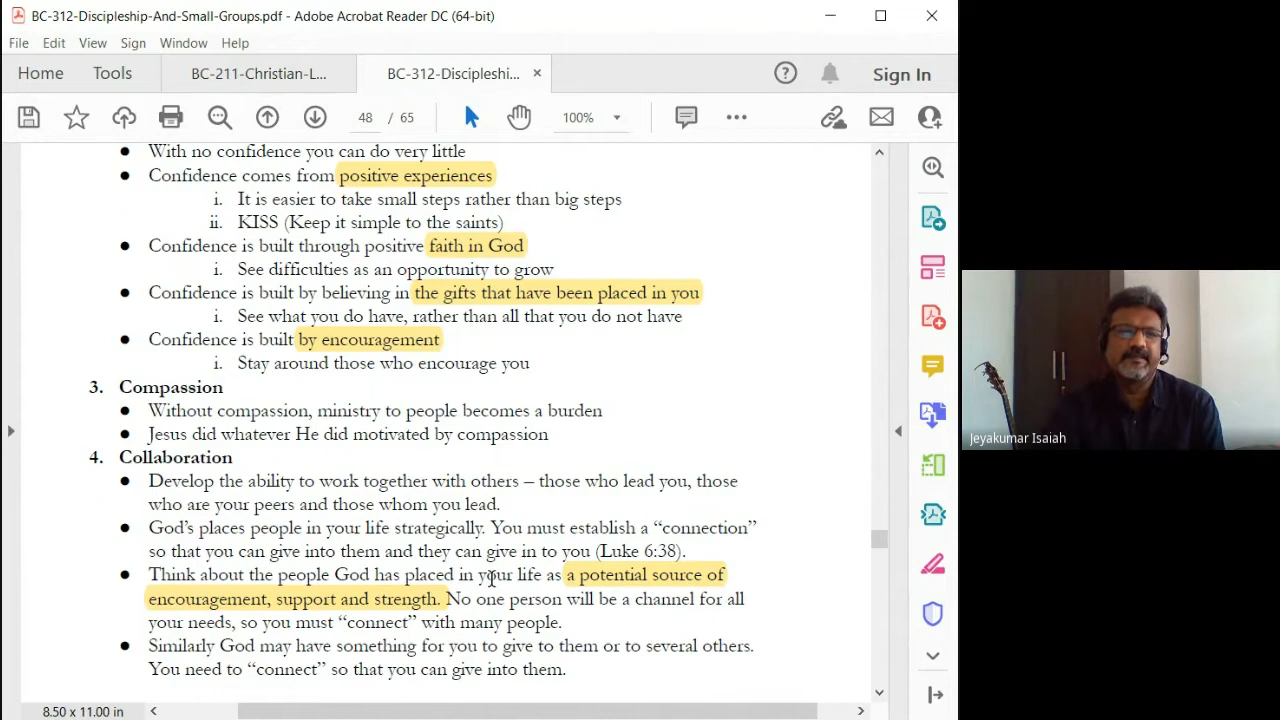 BC-312-Discipleship-And-Small-Groups.pdf - Adobe Acrobat Reader DC (64-bit)
File Edit View Sign Window Help
Home Tools BC-211-Christian-L... BC-312-Discipleshi... × Sign In
48 / 65 100%
● With no confidence you can do very little
● Confidence comes from positive experiences
i. It is easier to take small steps rather than big steps
ii. KISS (Keep it simple to the saints)
● Confidence is built through positive faith in God
i. See difficulties as an opportunity to grow
● Confidence is built by believing in the gifts that have been placed in you
i. See what you do have, rather than all that you do not have
● Confidence is built by encouragement
i. Stay around those who encourage you
3. Compassion
● Without compassion, ministry to people becomes a burden
● Jesus did whatever He did motivated by compassion
4. Collaboration
● Develop the ability to work together with others – those who lead you, those
who are your peers and those whom you lead.
● God's places people in your life strategically. You must establish a “connection”
so that you can give into them and they can give in to you (Luke 6:38).
● Think about the people God has placed in your life as a potential source of
encouragement, support and strength. No one person will be a channel for all
your needs, so you must “connect” with many people.
● Similarly God may have something for you to give to them or to several others.
You need to “connect” so that you can give into them.
8.50 x 11.00 in
Jeyakumar Isaiah